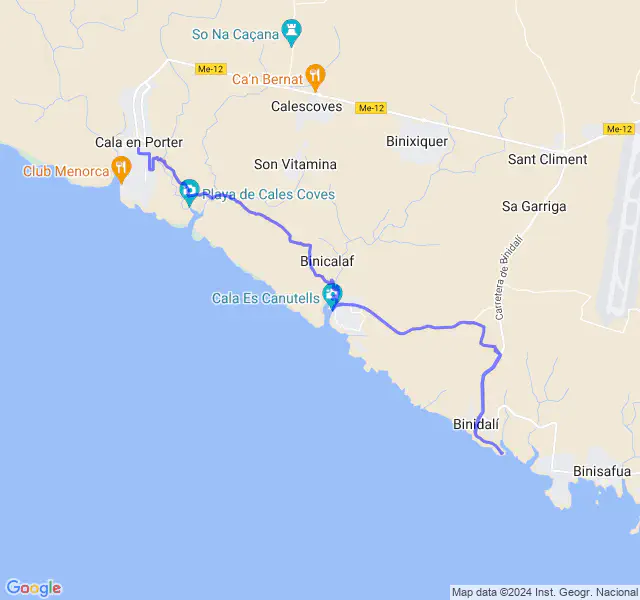 So Na Caçana
Me-12
Ca'n Bernat
Calescoves
Me-12
Me-12
Binixiquer
Cala en Porter
Sant Climent
Son Vitamina
Club Menorca
Playa de Cales Coves
Sa Garriga
Carretera de Binidalí
Binicalaf
Cala Es Canutells
Binidalí
Binisafua
Google
Map data ©2024 Inst. Geogr. Nacional